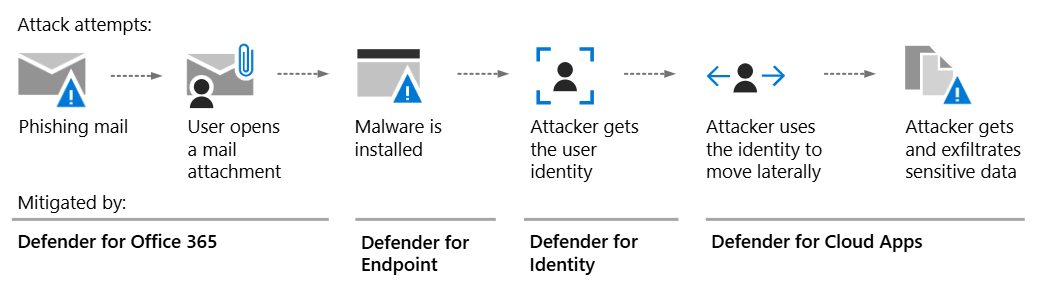 Attack attempts:
Phishing mail
User opens
a mail
attachment
Malware is
installed
Attacker gets
the user
identity
Attacker uses
the identity to
move laterally
Attacker gets
and exfiltrates
sensitive data
Mitigated by:
Defender for Office 365
Defender for
Endpoint
Defender for
Identity
Defender for Cloud Apps